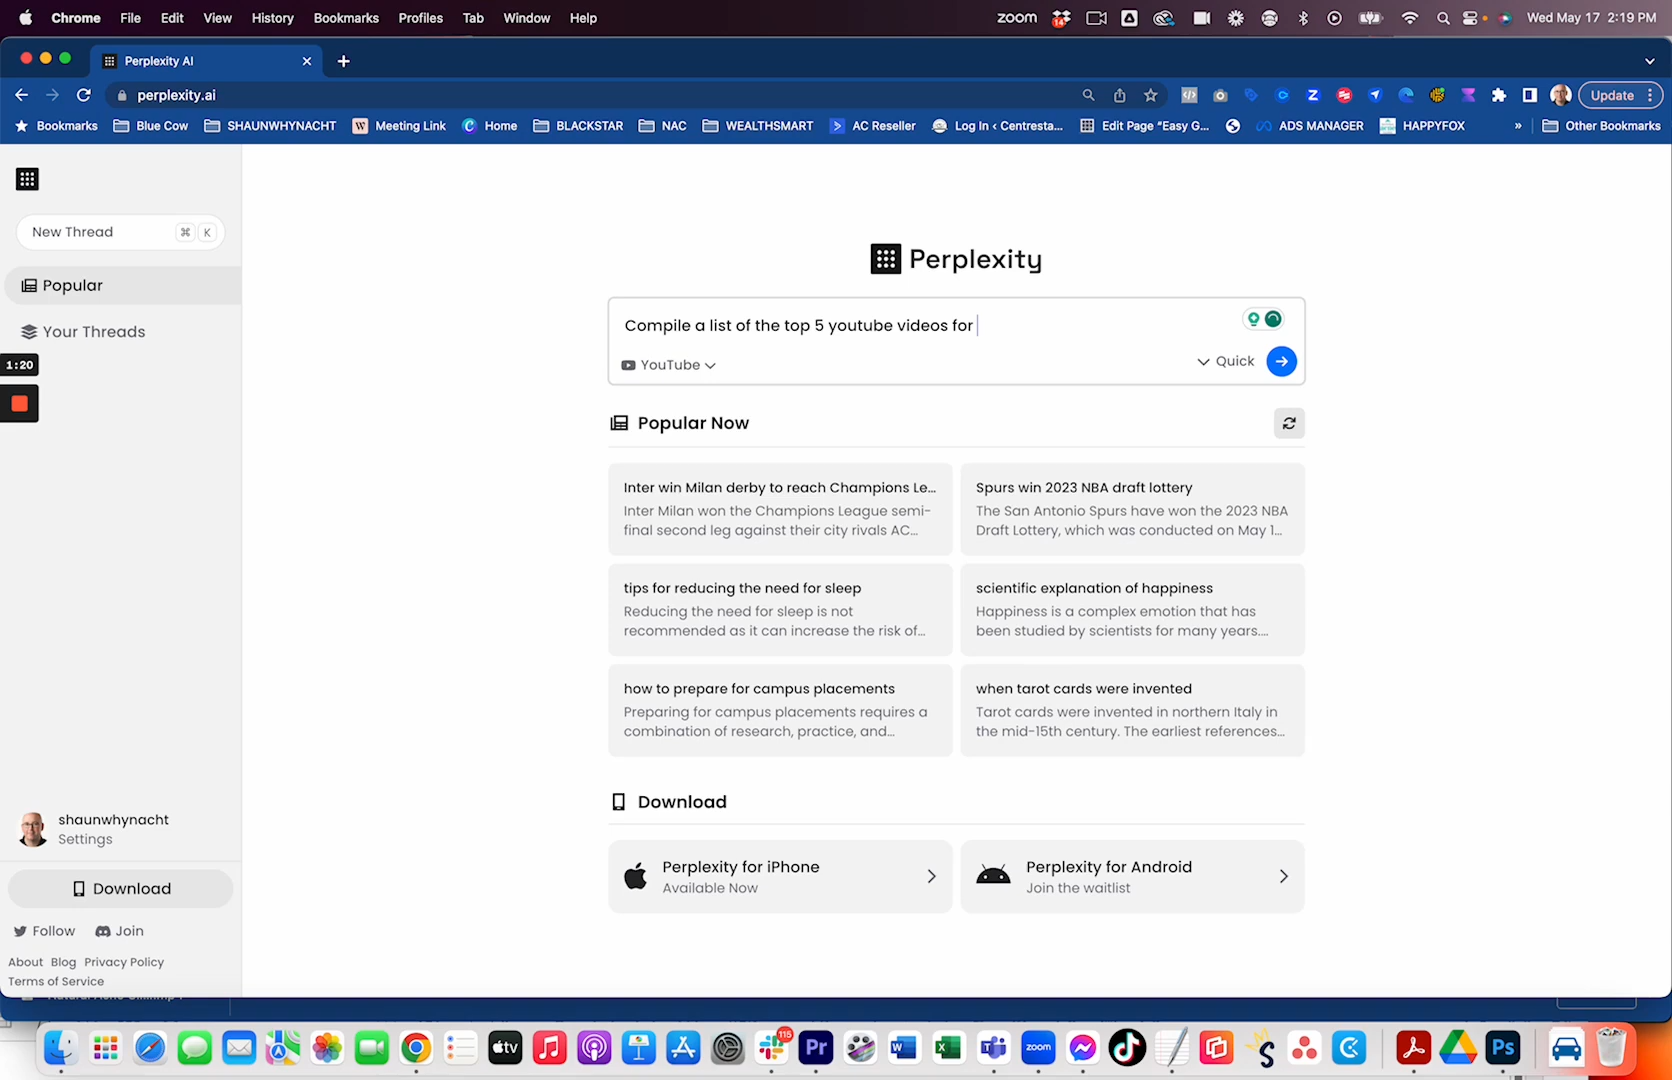 Chrome File Edit View History Bookmarks Profiles Tab Window Help
zoom 14 Wed May 17 2:19 PM
Perplexity AI
perplexity.ai
Update
Bookmarks Blue Cow SHAUNWHYNACHT Meeting Link Home BLACKSTAR NAC WEALTHSMART AC Reseller Log In ‹ Centresta... Edit Page “Easy G... ADS MANAGER HAPPYFOX » Other Bookmarks
New Thread ⌘ K
Popular
Your Threads
1:20
Perplexity
Compile a list of the top 5 youtube videos for
YouTube
Quick
Popular Now
Inter win Milan derby to reach Champions Le...
Inter Milan won the Champions League semi-
final second leg against their city rivals AC...
Spurs win 2023 NBA draft lottery
The San Antonio Spurs have won the 2023 NBA
Draft Lottery, which was conducted on May 1...
tips for reducing the need for sleep
Reducing the need for sleep is not
recommended as it can increase the risk of...
scientific explanation of happiness
Happiness is a complex emotion that has
been studied by scientists for many years....
how to prepare for campus placements
Preparing for campus placements requires a
combination of research, practice, and...
when tarot cards were invented
Tarot cards were invented in northern Italy in
the mid-15th century. The earliest references...
Download
Perplexity for iPhone
Available Now
Perplexity for Android
Join the waitlist
shaunwhynacht
Settings
Download
Follow Join
About Blog Privacy Policy
Terms of Service
tv 115 Pr W X zoom Ps